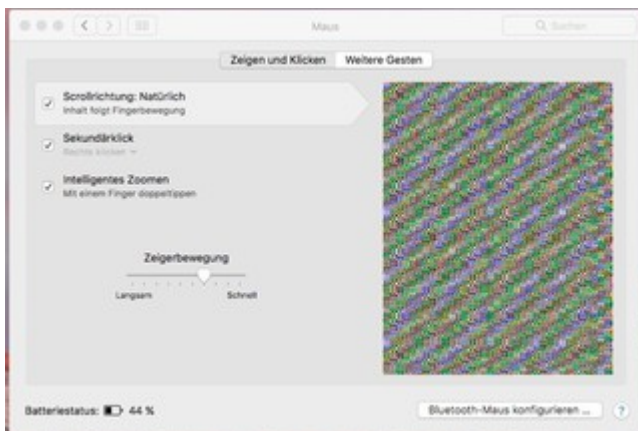 Maus
Suchen
Zeigen und Klicken
Weitere Gesten
Scrollrichtung: Natürlich
Inhalt folgt Fingerbewegung
Sekundärklick
Rechts klicken
Intelligentes Zoomen
Mit einem Finger doppeltippen
Zeigerbewegung
Langsam
Schnell
Batteriestatus: 44 %
Bluetooth-Maus konfigurieren ...
?